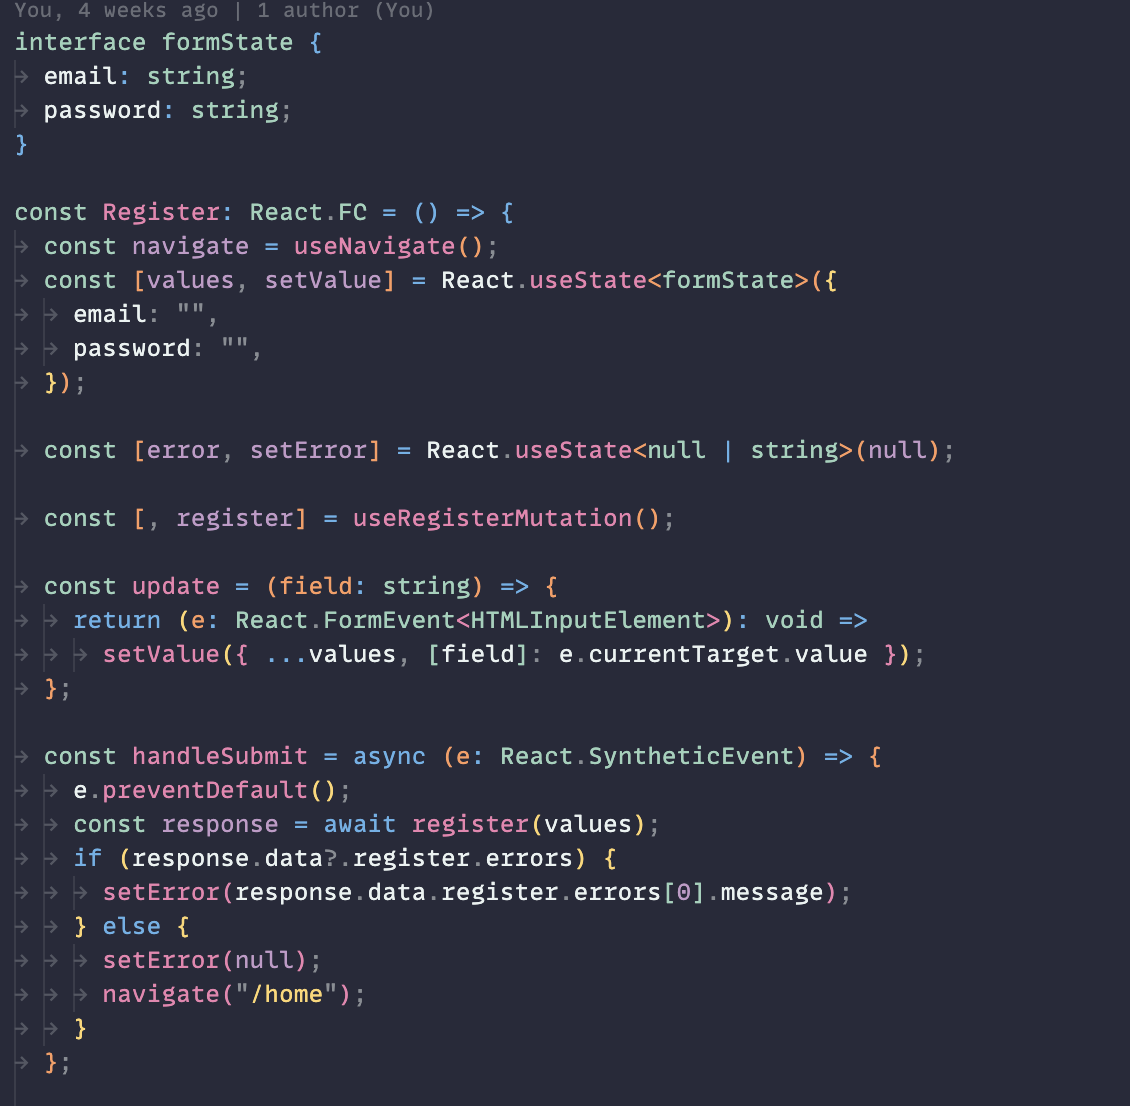 You, 4 weeks ago | 1 author (You)
interface formState {
→ email: string;
→ password: string;
}
const Register: React.FC = () => {
→ const navigate = useNavigate();
→ const [values, setValue] = React.useState<formState>({
→ → email: "",
→ → password: "",
→ });
→ const [error, setError] = React.useState<null | string>(null);
→ const [, register] = useRegisterMutation();
→ const update = (field: string) => {
→ → return (e: React.FormEvent<HTMLInputElement>): void =>
→ → → setValue({ ...values, [field]: e.currentTarget.value });
→ };
→ const handleSubmit = async (e: React.SyntheticEvent) => {
→ → e.preventDefault();
→ → const response = await register(values);
→ → if (response.data?.register.errors) {
→ → → setError(response.data.register.errors[0].message);
→ → } else {
→ → → setError(null);
→ → → navigate("/home");
→ → }
→ };